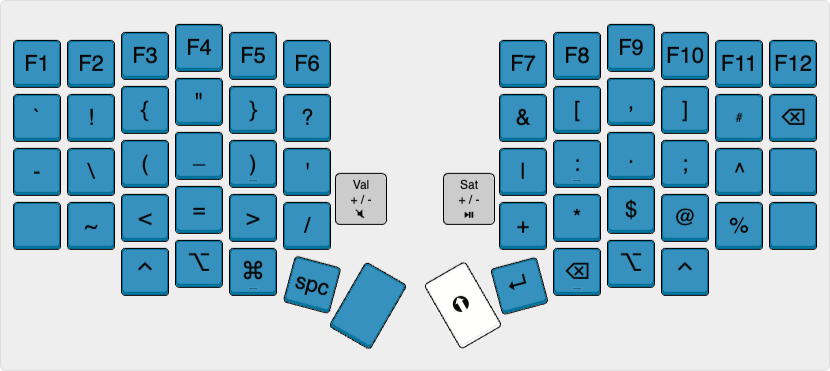 F1 F2 F3 F4 F5 F6 F7 F8 F9 F10 F11 F12
` ! { " } ? & [ , ] # ⌫
- \ ( _ ) ' | : . ; ^
~ < = > / + * $ @ %
Val
+ / -
Sat
+ / -
⏯
^ ⌥ ⌘ spc ↵ ⌫ ⌥ ^